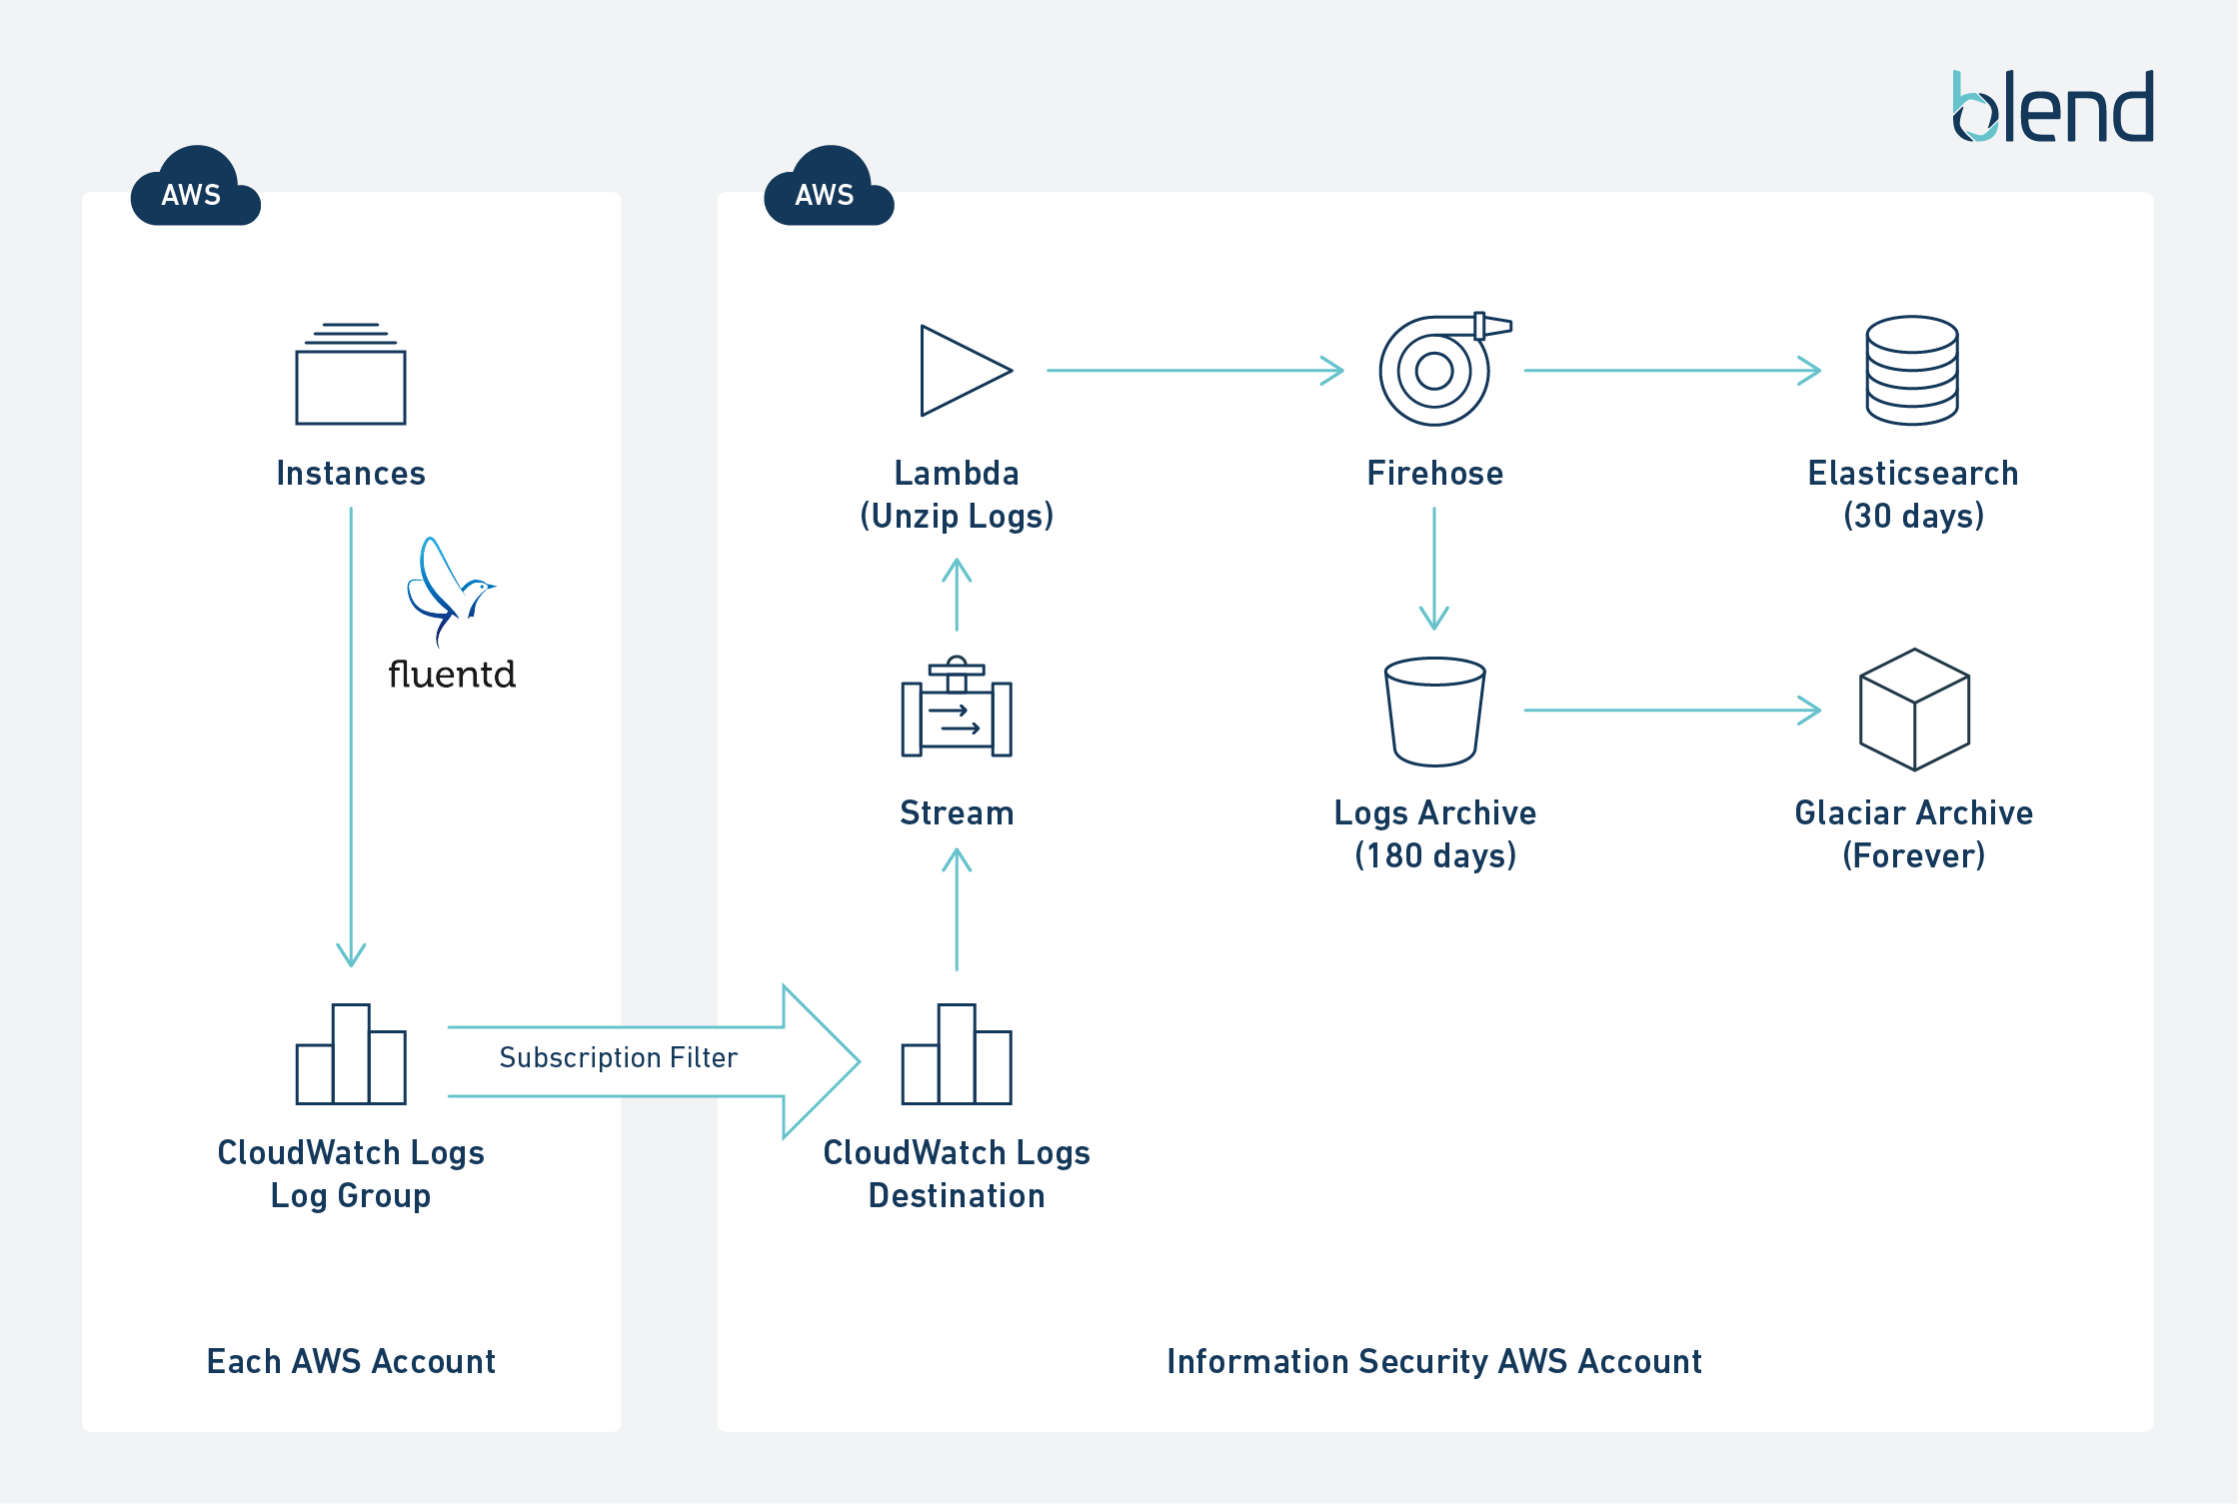 blend
AWS
AWS
Instances
fluentd
CloudWatch Logs
Log Group
Subscription Filter
Lambda
(Unzip Logs)
Firehose
Elasticsearch
(30 days)
Stream
Logs Archive
(180 days)
Glaciar Archive
(Forever)
CloudWatch Logs
Destination
Each AWS Account
Information Security AWS Account